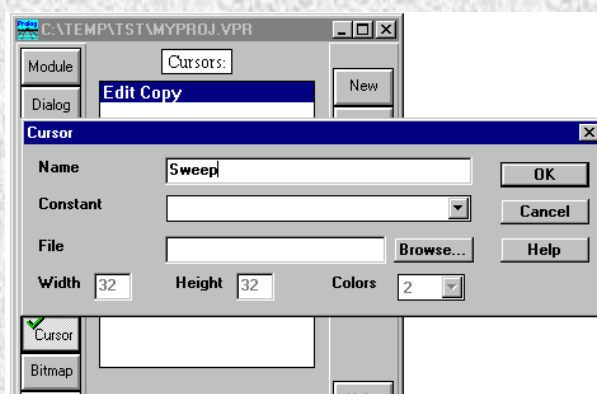 Prolog C:\TEMP\TST\MYPROJ.VPR
Module Cursors:
Edit Copy New
Dialog
Cursor
Name Sweep OK
Constant Cancel
File Browse... Help
Width 32 Height 32 Colors 2
Cursor
Bitmap